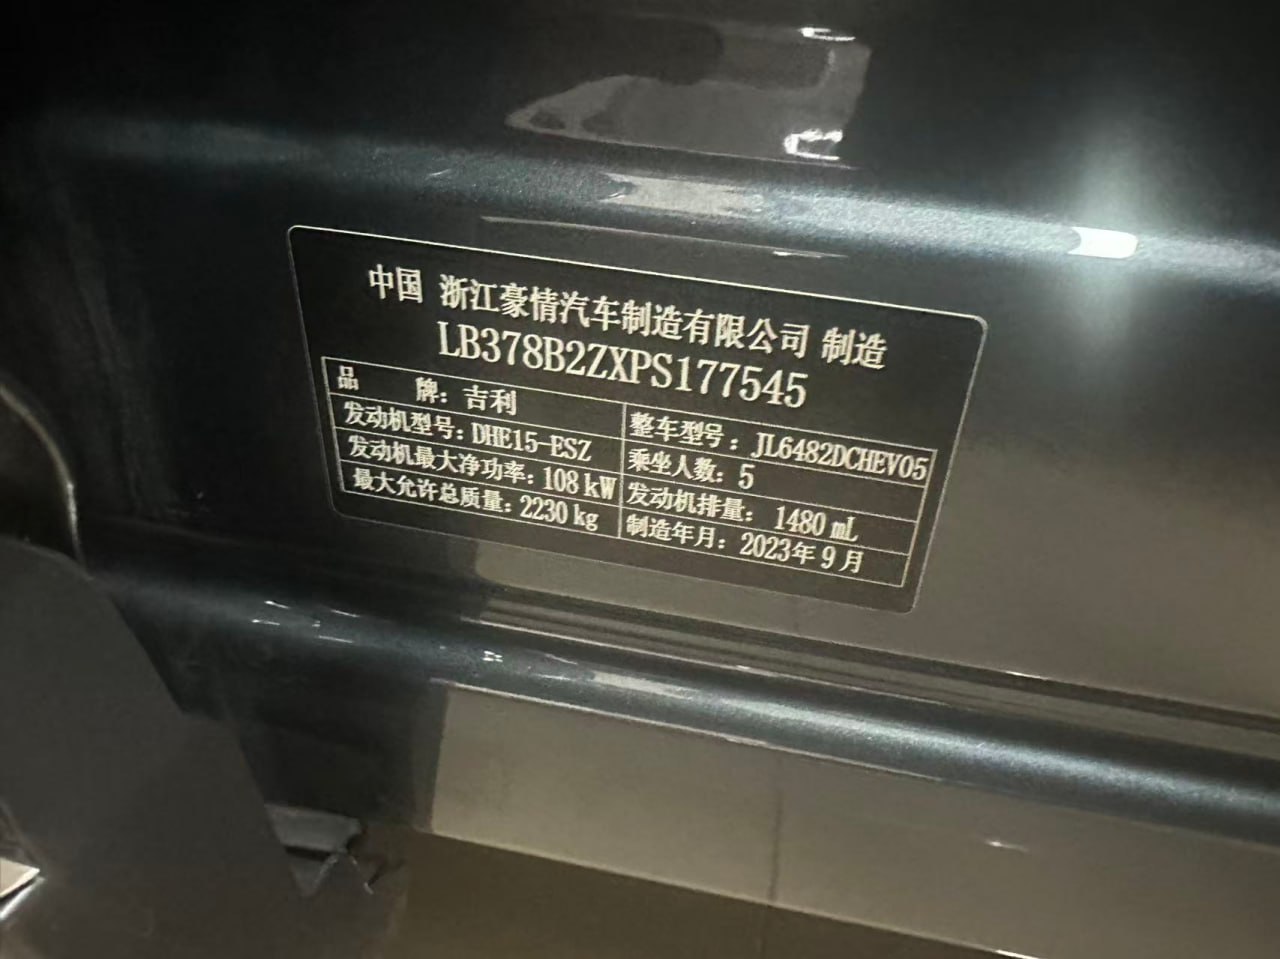 中国 浙江豪情汽车制造有限公司 制造
LB378B2ZXPS177545
品 牌：吉利
整车型号：JL6482DCHEV05
发动机型号：DHE15-ESZ
乘坐人数：5
发动机最大净功率：108 kW
发动机排量：1480 mL
最大允许总质量：2230 kg
制造年月：2023年9月